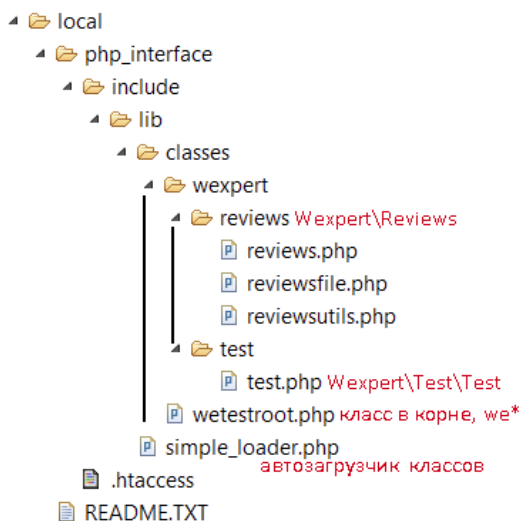 local
php_interface
include
lib
classes
wexpert
reviews Wexpert\Reviews
reviews.php
reviewsfile.php
reviewsutils.php
test
test.php Wexpert\Test\Test
wetestroot.php класс в корне, we*
simple_loader.php
автозагрузчик классов
.htaccess
README.TXT